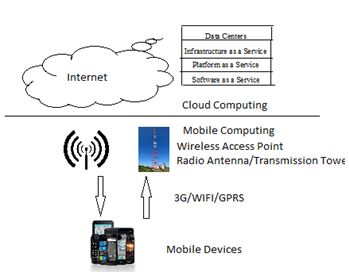 Data Centers
Infrastructure as a Service
Platform as a Service
Software as a Service
Internet
Cloud Computing
Mobile Computing
Wireless Access Point
Radio Antenna/Transmission Towe
3G/WIFI/GPRS
Mobile Devices